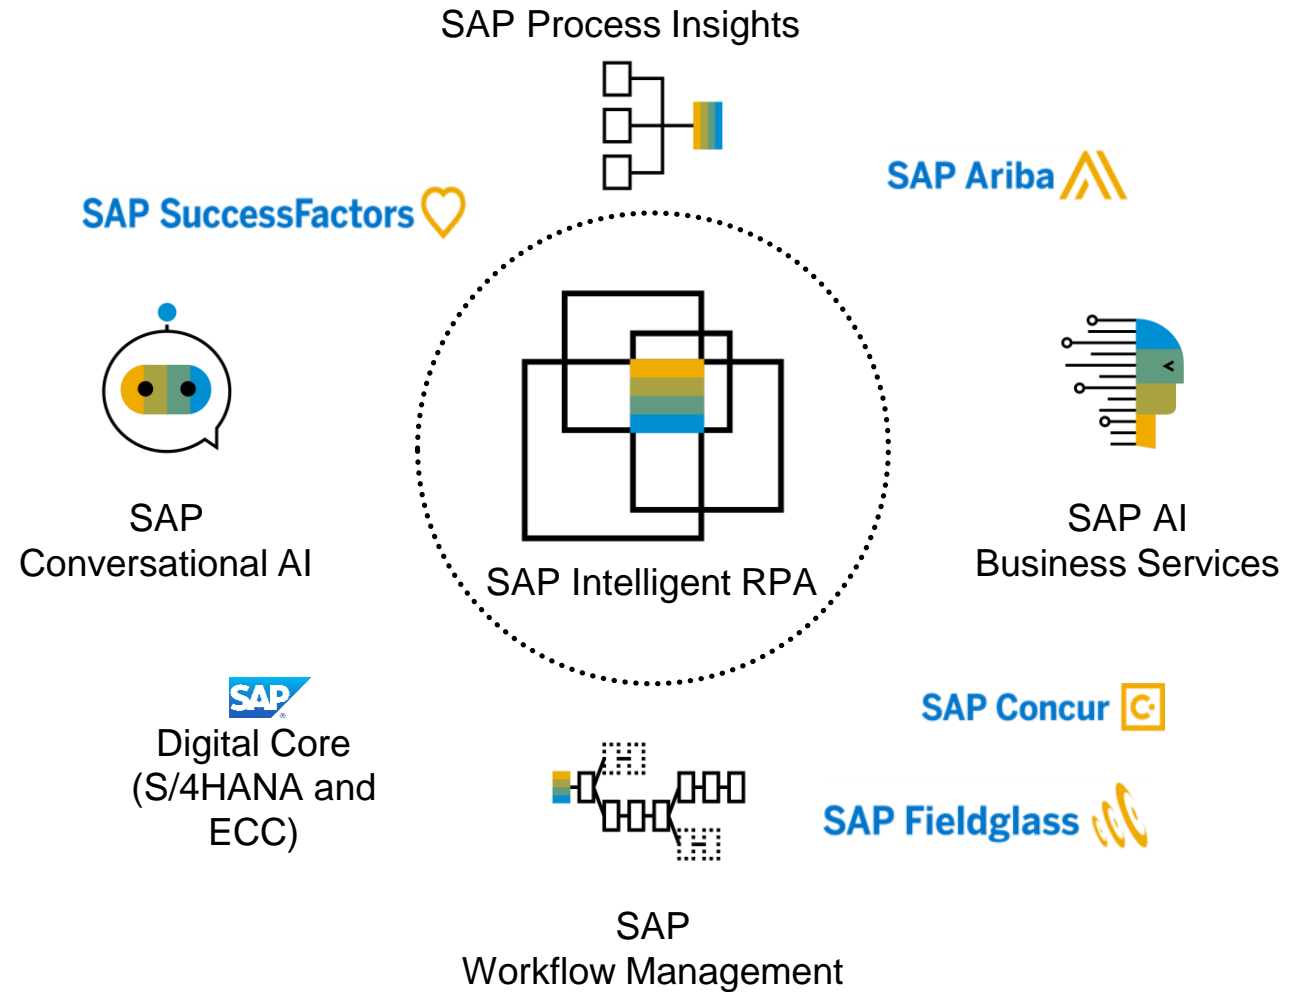 SAP Process Insights
SAP Ariba
SAP SuccessFactors
SAP
Conversational AI
SAP Intelligent RPA
SAP AI
Business Services
SAP
Digital Core
(S/4HANA and
ECC)
SAP Concur
SAP Fieldglass
SAP
Workflow Management